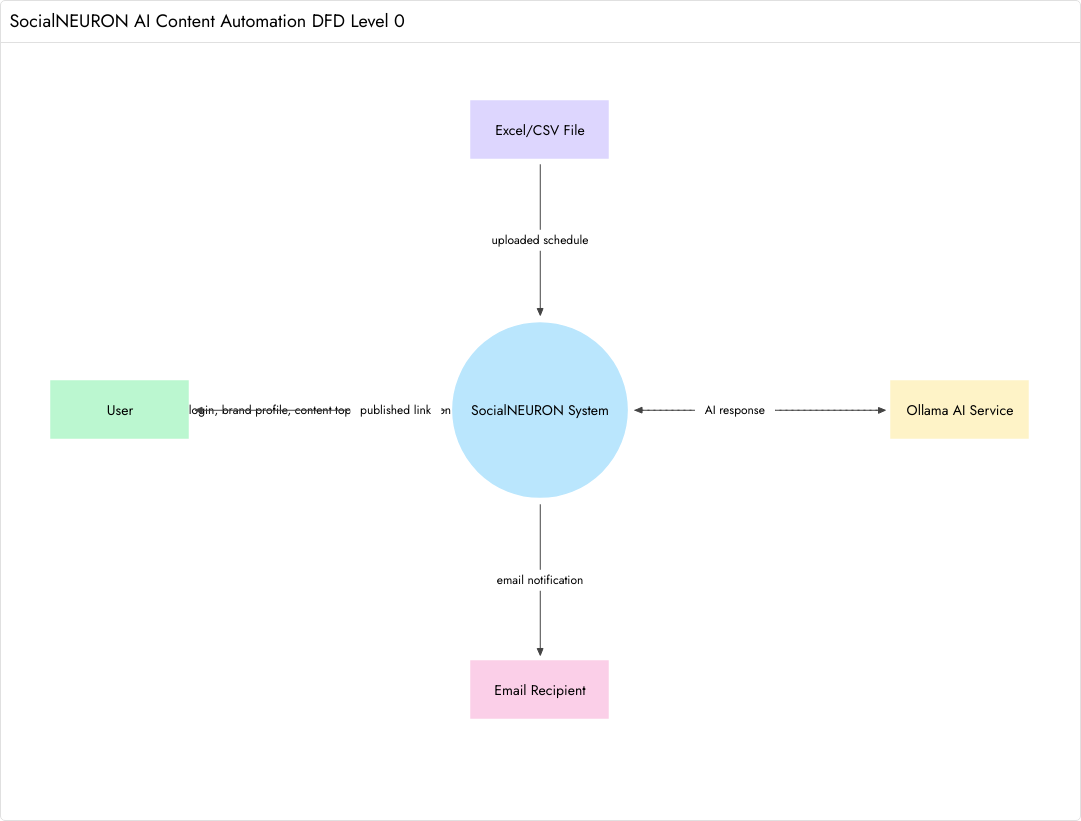 SocialNEURON AI Content Automation DFD Level 0
Excel/CSV File
uploaded schedule
User
login, brand profile, content top
published link
on
SocialNEURON System
AI response
Ollama AI Service
email notification
Email Recipient